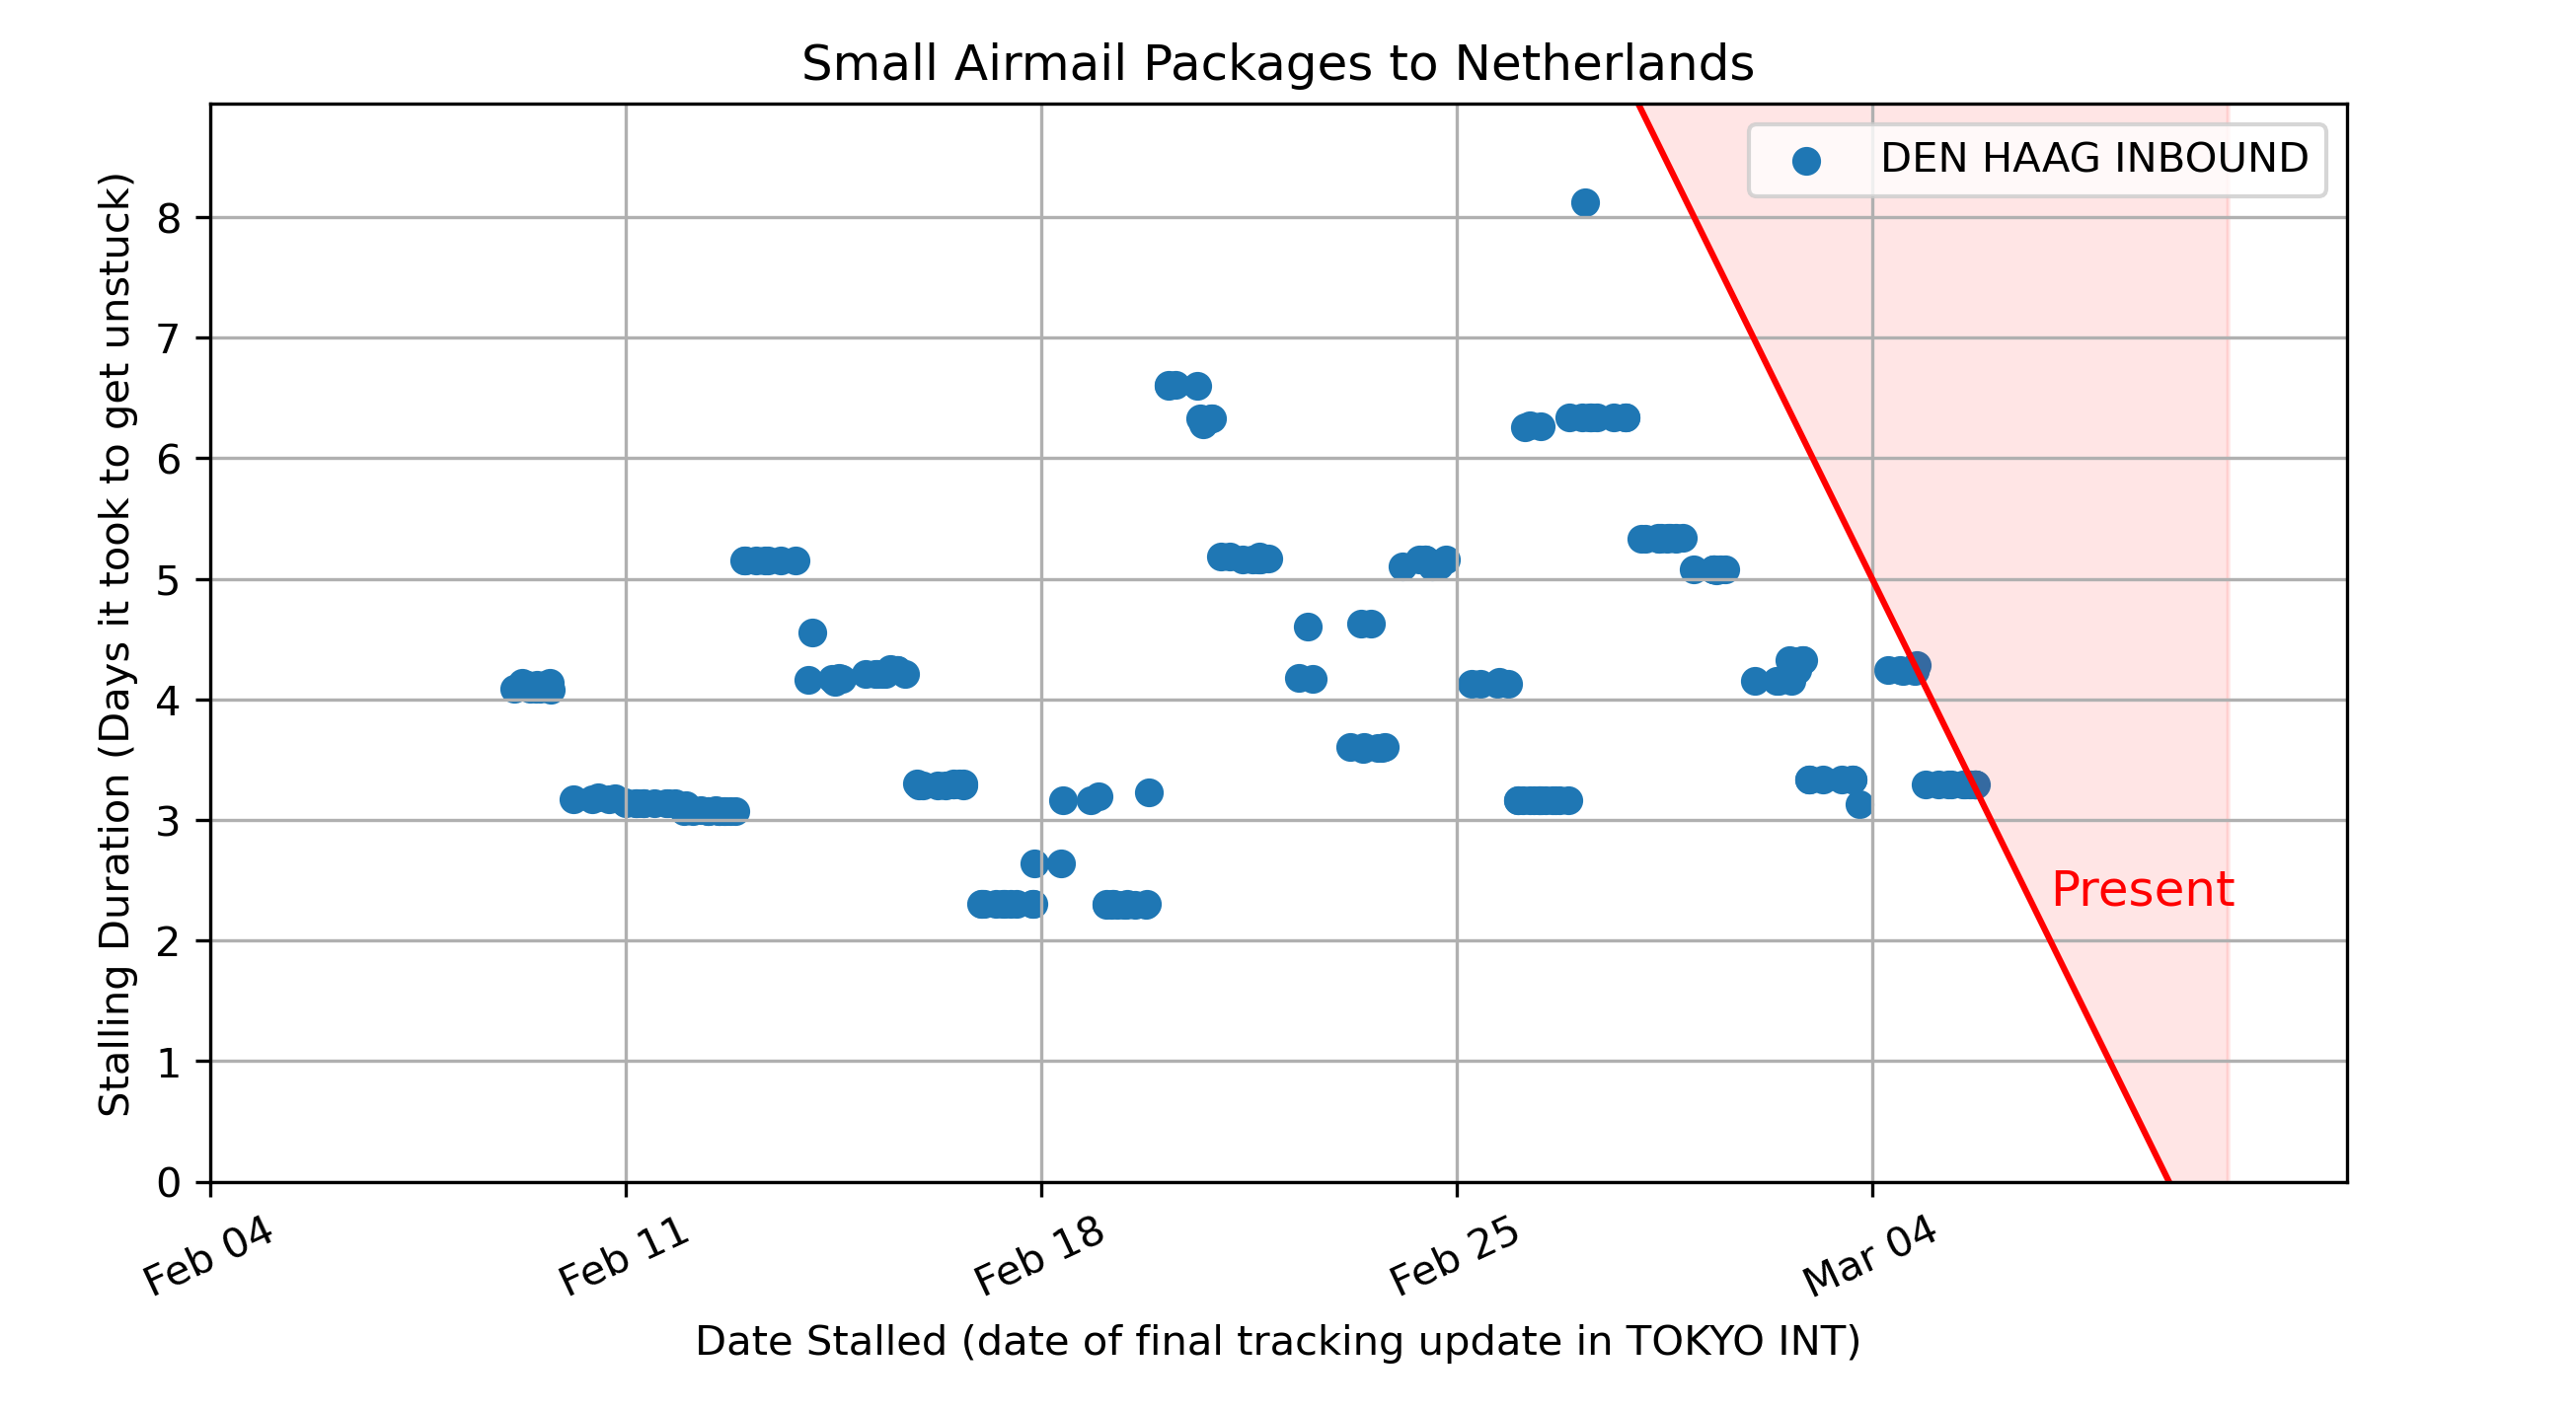 Small Airmail Packages to Netherlands
DEN HAAG INBOUND
Stalling Duration (Days it took to get unstuck)
8
7
6
5
4
3
2
1
0
Present
Feb 04
Feb 11
Feb 18
Feb 25
Mar 04
Date Stalled (date of final tracking update in TOKYO INT)